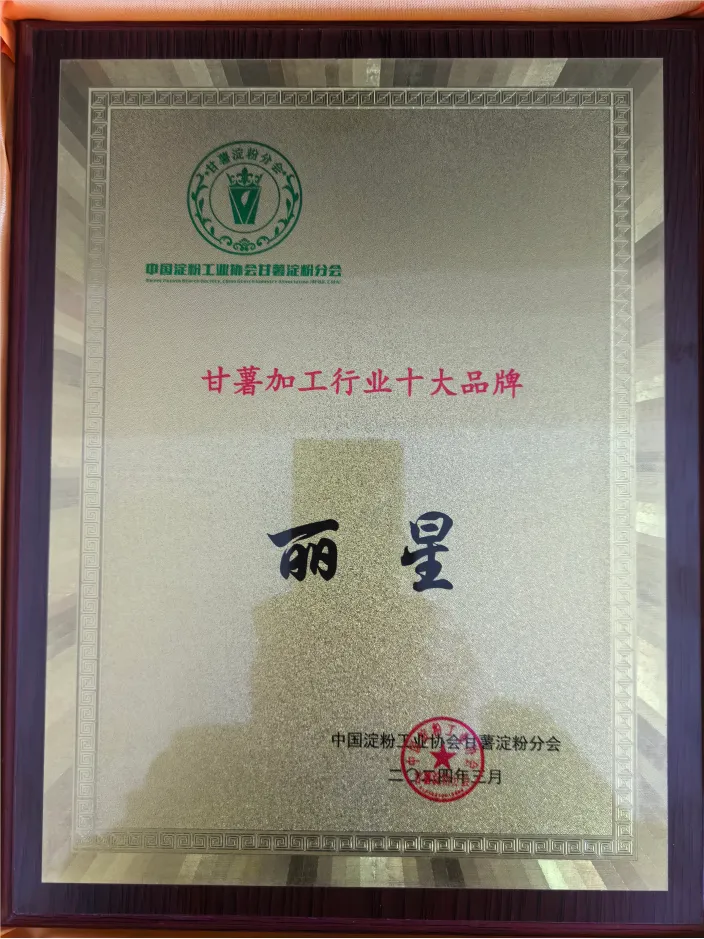 甘薯淀粉分会
中国淀粉工业协会甘薯淀粉分会
甘薯加工行业十大品牌
丽星
中国淀粉工业协会甘薯淀粉分会
二〇二四年三月